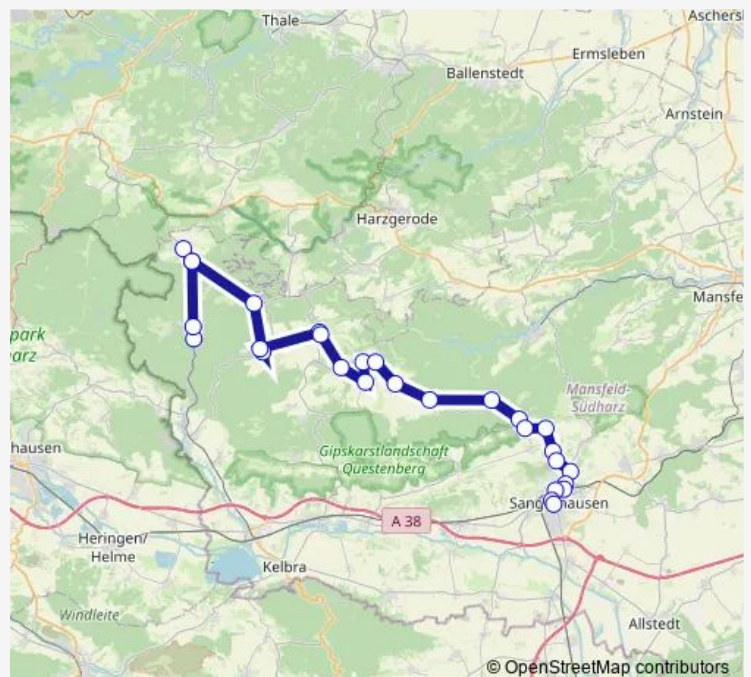 Thale
Aschersl
Ermsleben
Ballenstedt
Arnstein
Harzgerode
Mansfe
park
arz
Mansfeld-
Südharz
hausen
Gipskarstlandschaft
Questenberg
Sangerhausen
A 38
Heringen/
Helme
Kelbra
Windleite
Allstedt
© OpenStreetMap contributors